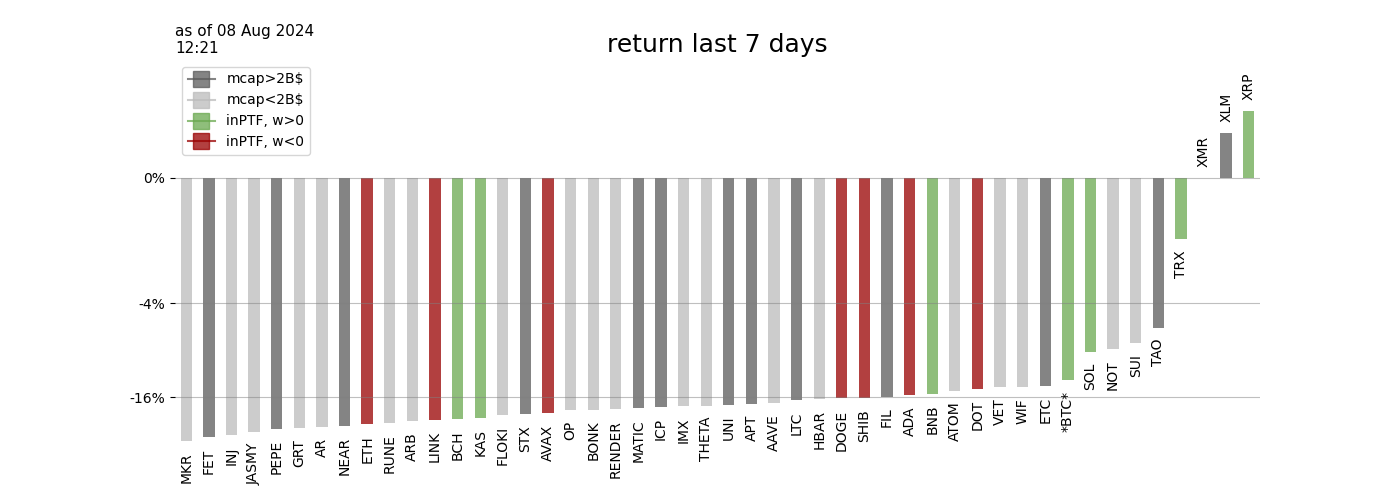 as of 08 Aug 2024
12:21
return last 7 days
mcap>2B$
mcap<2B$
inPTF, w>0
inPTF, w<0
0%
-4%
-16%
MKR
FET
INJ
JASMY
PEPE
GRT
AR
NEAR
ETH
RUNE
ARB
LINK
BCH
KAS
FLOKI
STX
AVAX
OP
BONK
RENDER
MATIC
ICP
IMX
THETA
UNI
APT
AAVE
LTC
HBAR
DOGE
SHIB
FIL
ADA
BNB
ATOM
DOT
VET
WIF
ETC
*BTC*
SOL
NOT
SUI
TAO
TRX
XMR
XLM
XRP